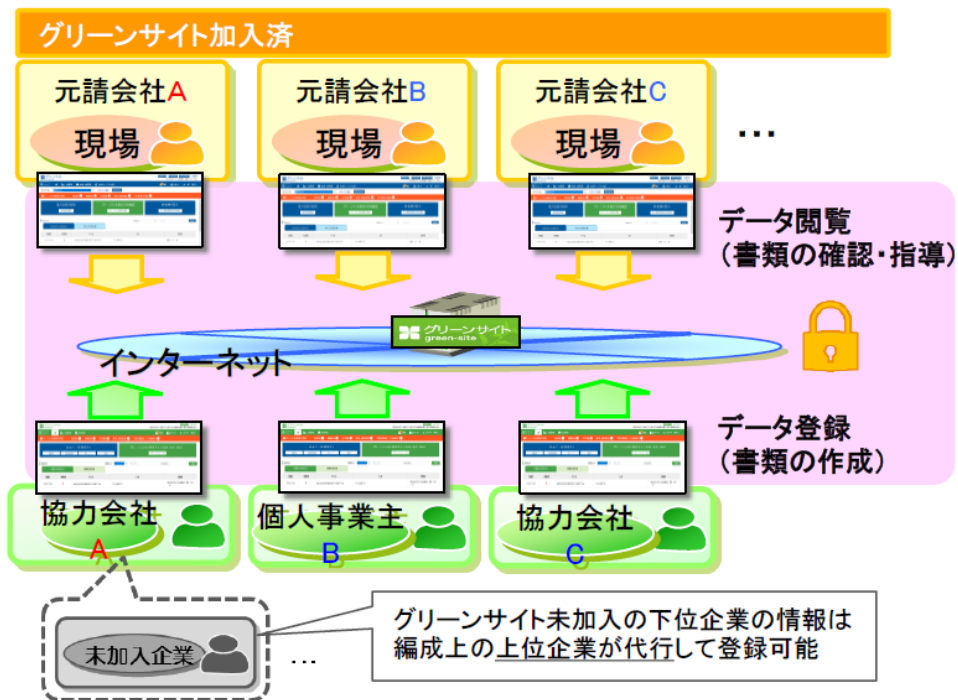 グリーンサイト加入済
元請会社A
元請会社B
元請会社C
現場
現場
現場
…
データ閲覧
(書類の確認・指導)
グリーンサイト
green-site
インターネット
データ登録
(書類の作成)
協力会社
A
個人事業主
B
協力会社
C
未加入企業
…
グリーンサイト未加入の下位企業の情報は
編成上の上位企業が代行して登録可能